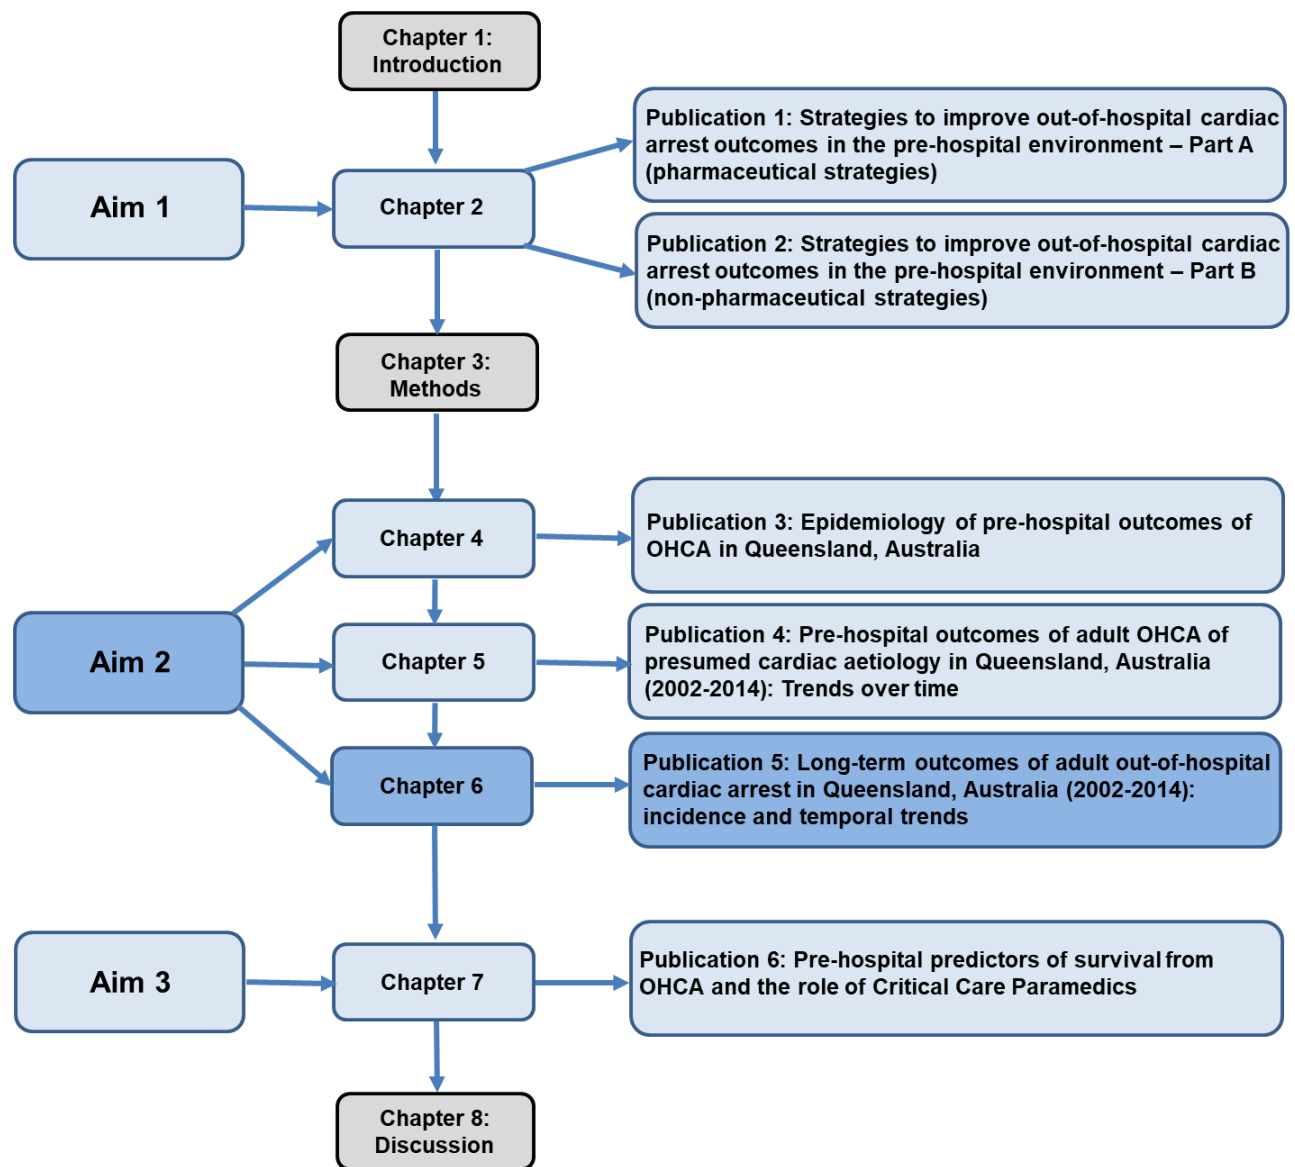 Chapter 1:
Introduction
Publication 1: Strategies to improve out-of-hospital cardiac
arrest outcomes in the pre-hospital environment – Part A
(pharmaceutical strategies)
Aim 1
Chapter 2
Publication 2: Strategies to improve out-of-hospital cardiac
arrest outcomes in the pre-hospital environment – Part B
(non-pharmaceutical strategies)
Chapter 3:
Methods
Chapter 4
Publication 3: Epidemiology of pre-hospital outcomes of
OHCA in Queensland, Australia
Aim 2
Chapter 5
Publication 4: Pre-hospital outcomes of adult OHCA of
presumed cardiac aetiology in Queensland, Australia
(2002-2014): Trends over time
Chapter 6
Publication 5: Long-term outcomes of adult out-of-hospital
cardiac arrest in Queensland, Australia (2002-2014):
incidence and temporal trends
Aim 3
Chapter 7
Publication 6: Pre-hospital predictors of survival from
OHCA and the role of Critical Care Paramedics
Chapter 8:
Discussion